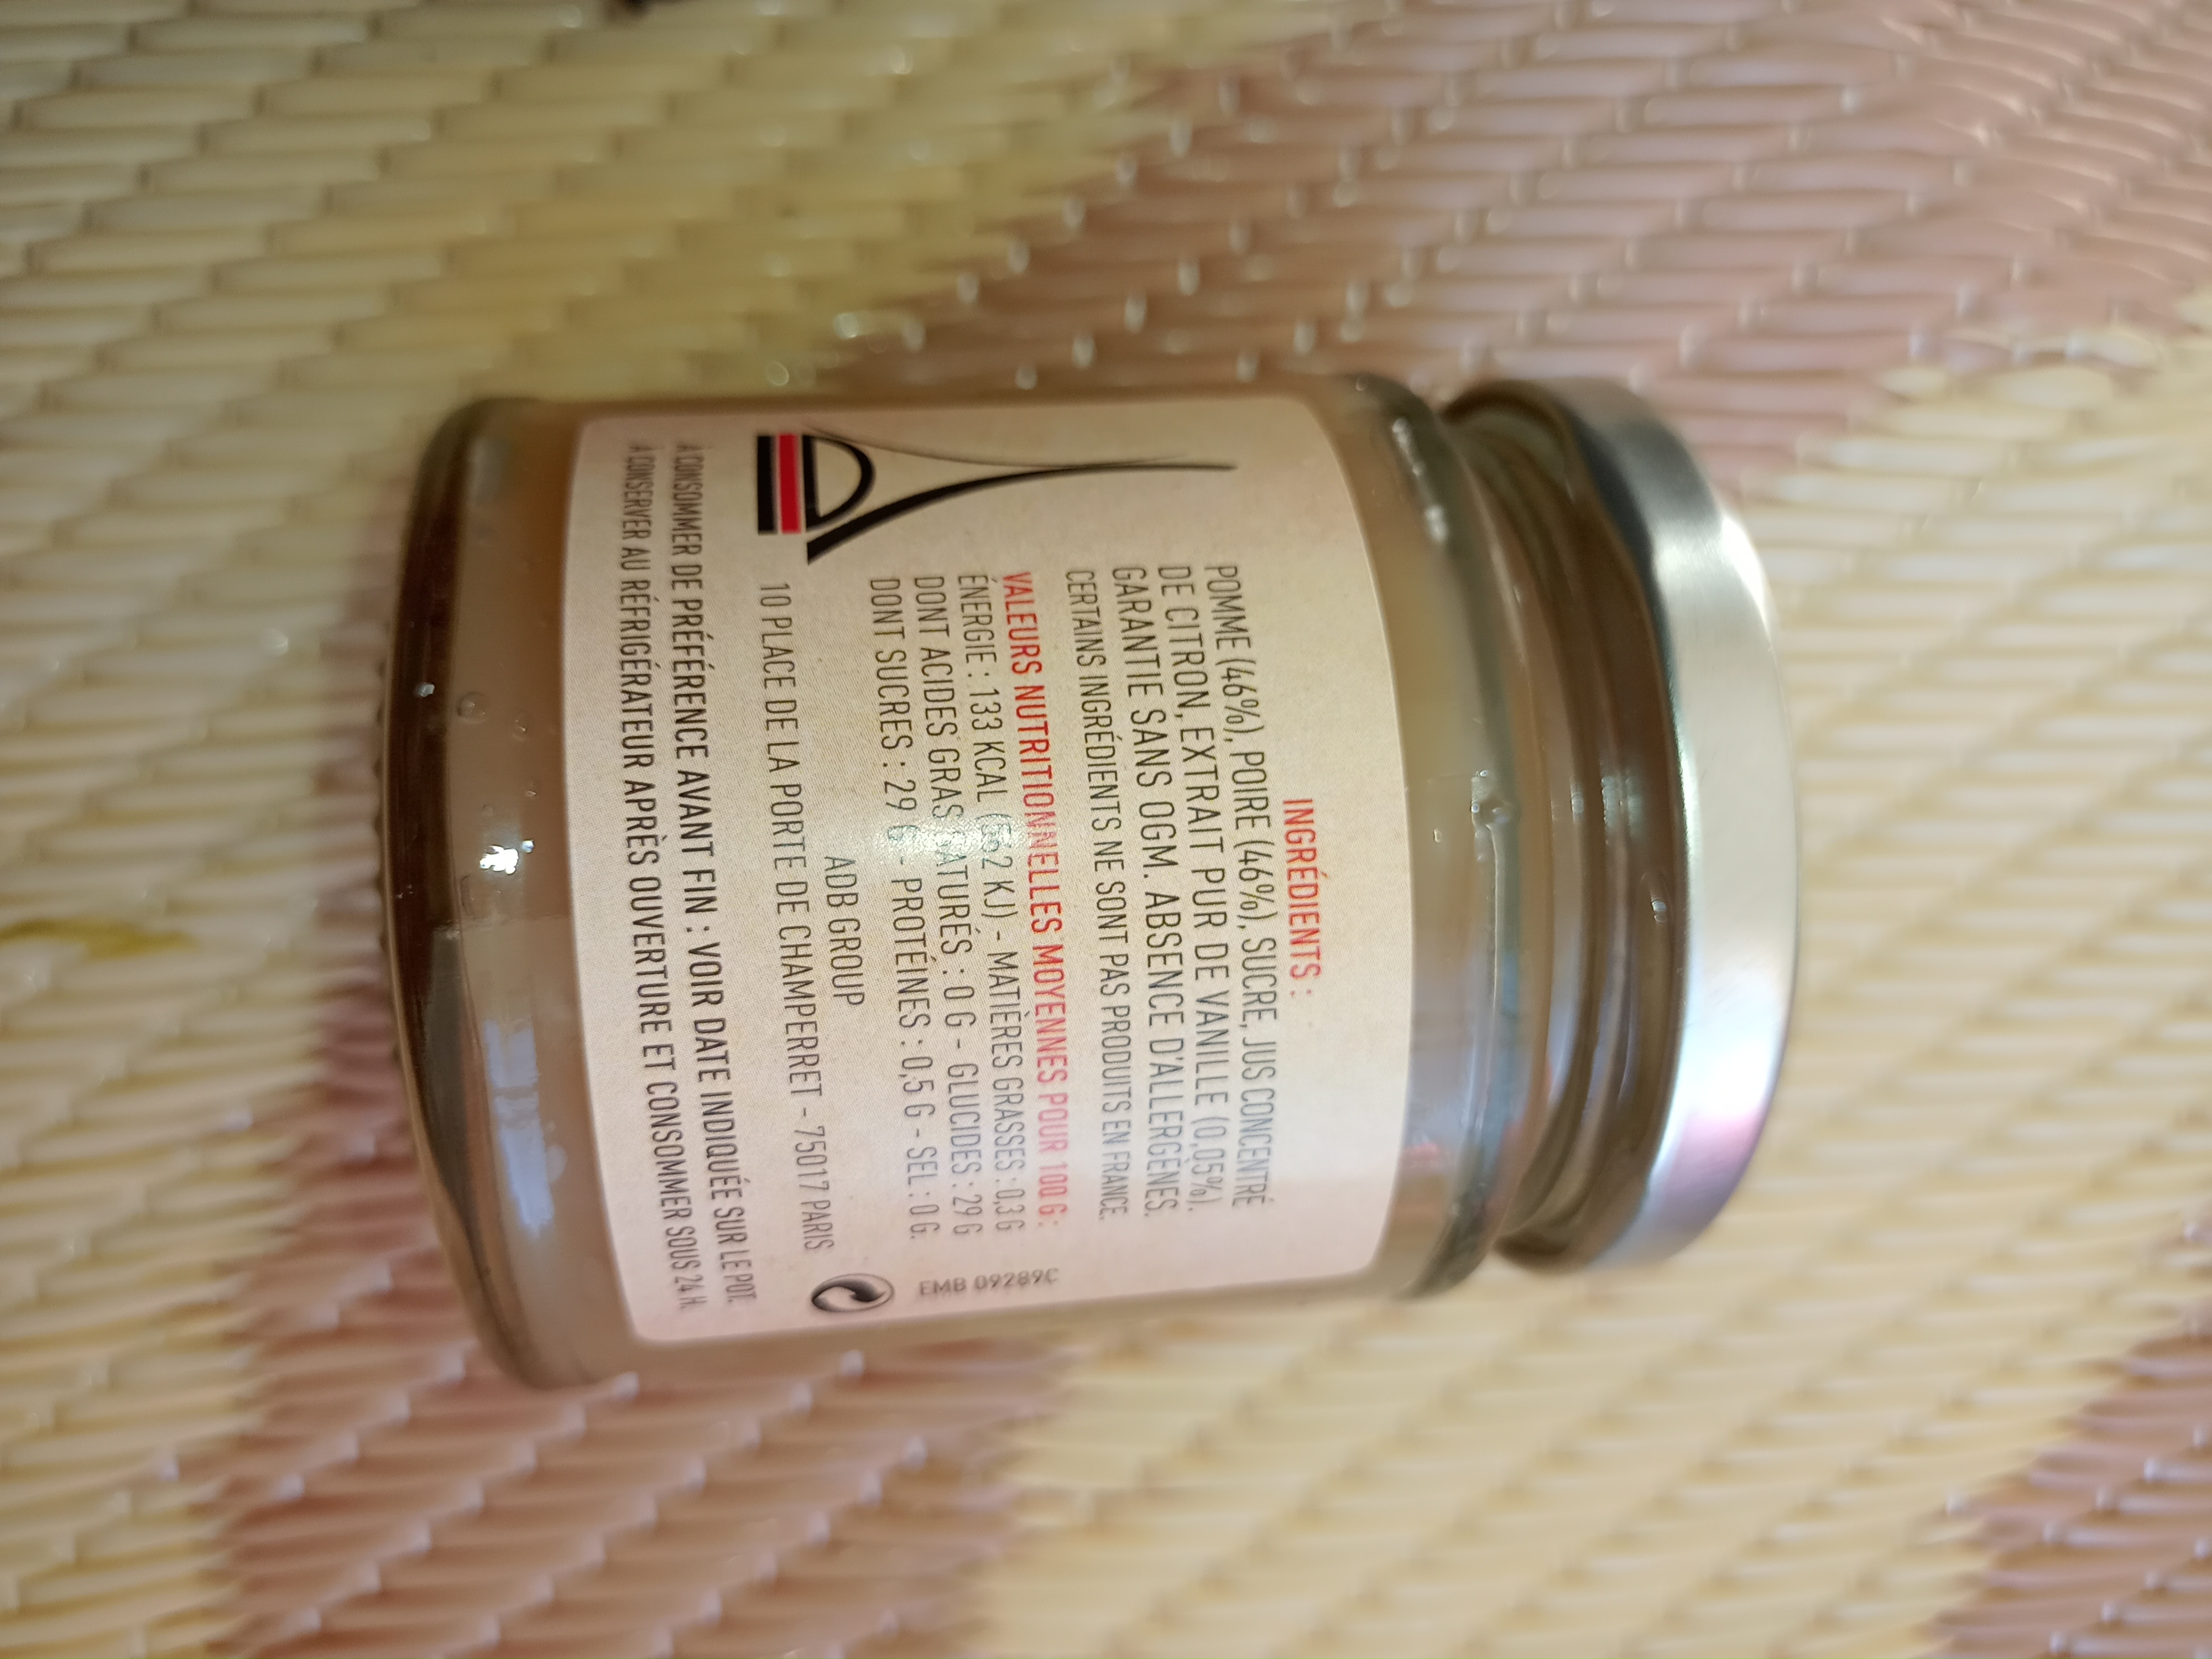 INGRÉDIENTS :
POMME (46%), POIRE (46%), SUCRE, JUS CONCENTRÉ
DE CITRON, EXTRAIT PUR DE VANILLE (0,05%).
GARANTIE SANS OGM. ABSENCE D'ALLERGÈNES.
CERTAINS INGRÉDIENTS NE SONT PAS PRODUITS EN FRANCE.
VALEURS NUTRITIONNELLES MOYENNES POUR 100 G :
ÉNERGIE : 133 KCAL (562 KJ) - MATIÈRES GRASSES : 0,3 G
DONT ACIDES GRAS SATURÉS : 0 G - GLUCIDES : 29 G
DONT SUCRES : 29 G - PROTÉINES : 0,5 G - SEL : 0 G.
ADB GROUP
10 PLACE DE LA PORTE DE CHAMPERRET - 75017 PARIS
EMB 09289C
À CONSOMMER DE PRÉFÉRENCE AVANT FIN : VOIR DATE INDIQUÉE SUR LE POT.
À CONSERVER AU RÉFRIGÉRATEUR APRÈS OUVERTURE ET CONSOMMER SOUS 24 H.